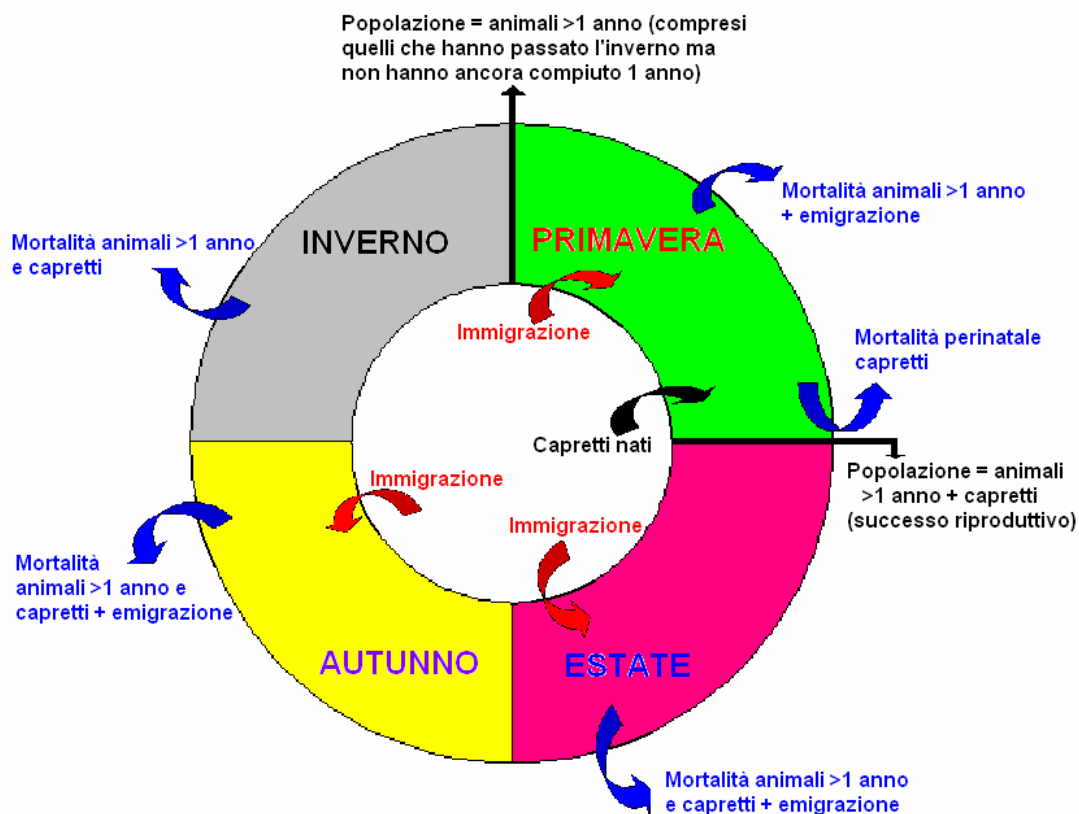 Popolazione = animali >1 anno (compresi
quelli che hanno passato l'inverno ma
non hanno ancora compiuto 1 anno)
Mortalità animali >1 anno
+ emigrazione
Mortalità animali >1 anno
e capretti
INVERNO
PRIMAVERA
Immigrazione
Mortalità perinatale
capretti
Capretti nati
Popolazione = animali
>1 anno + capretti
(successo riproduttivo)
Immigrazione
Immigrazione
Mortalità
animali >1 anno e
capretti + emigrazione
AUTUNNO
ESTATE
Mortalità animali >1 anno
e capretti + emigrazione